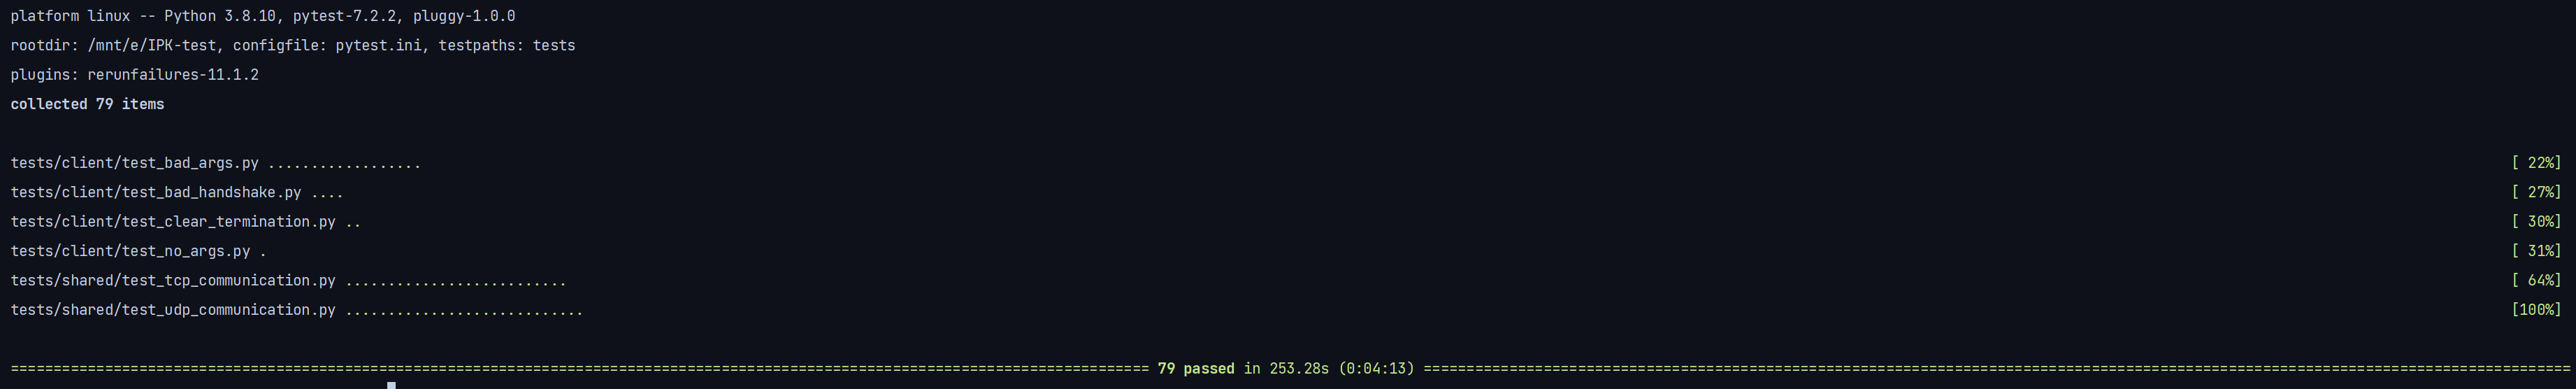 platform linux -- Python 3.8.10, pytest-7.2.2, pluggy-1.0.0
rootdir: /mnt/e/IPK-test, configfile: pytest.ini, testpaths: tests
plugins: rerunfailures-11.1.2
collected 79 items
tests/client/test_bad_args.py .................. [ 22%]
tests/client/test_bad_handshake.py .... [ 27%]
tests/client/test_clear_termination.py .. [ 30%]
tests/client/test_no_args.py . [ 31%]
tests/shared/test_tcp_communication.py .......................... [ 64%]
tests/shared/test_udp_communication.py ............................ [100%]
===================================================================================================================================== 79 passed in 253.28s (0:04:13) ======================================================================================================================================